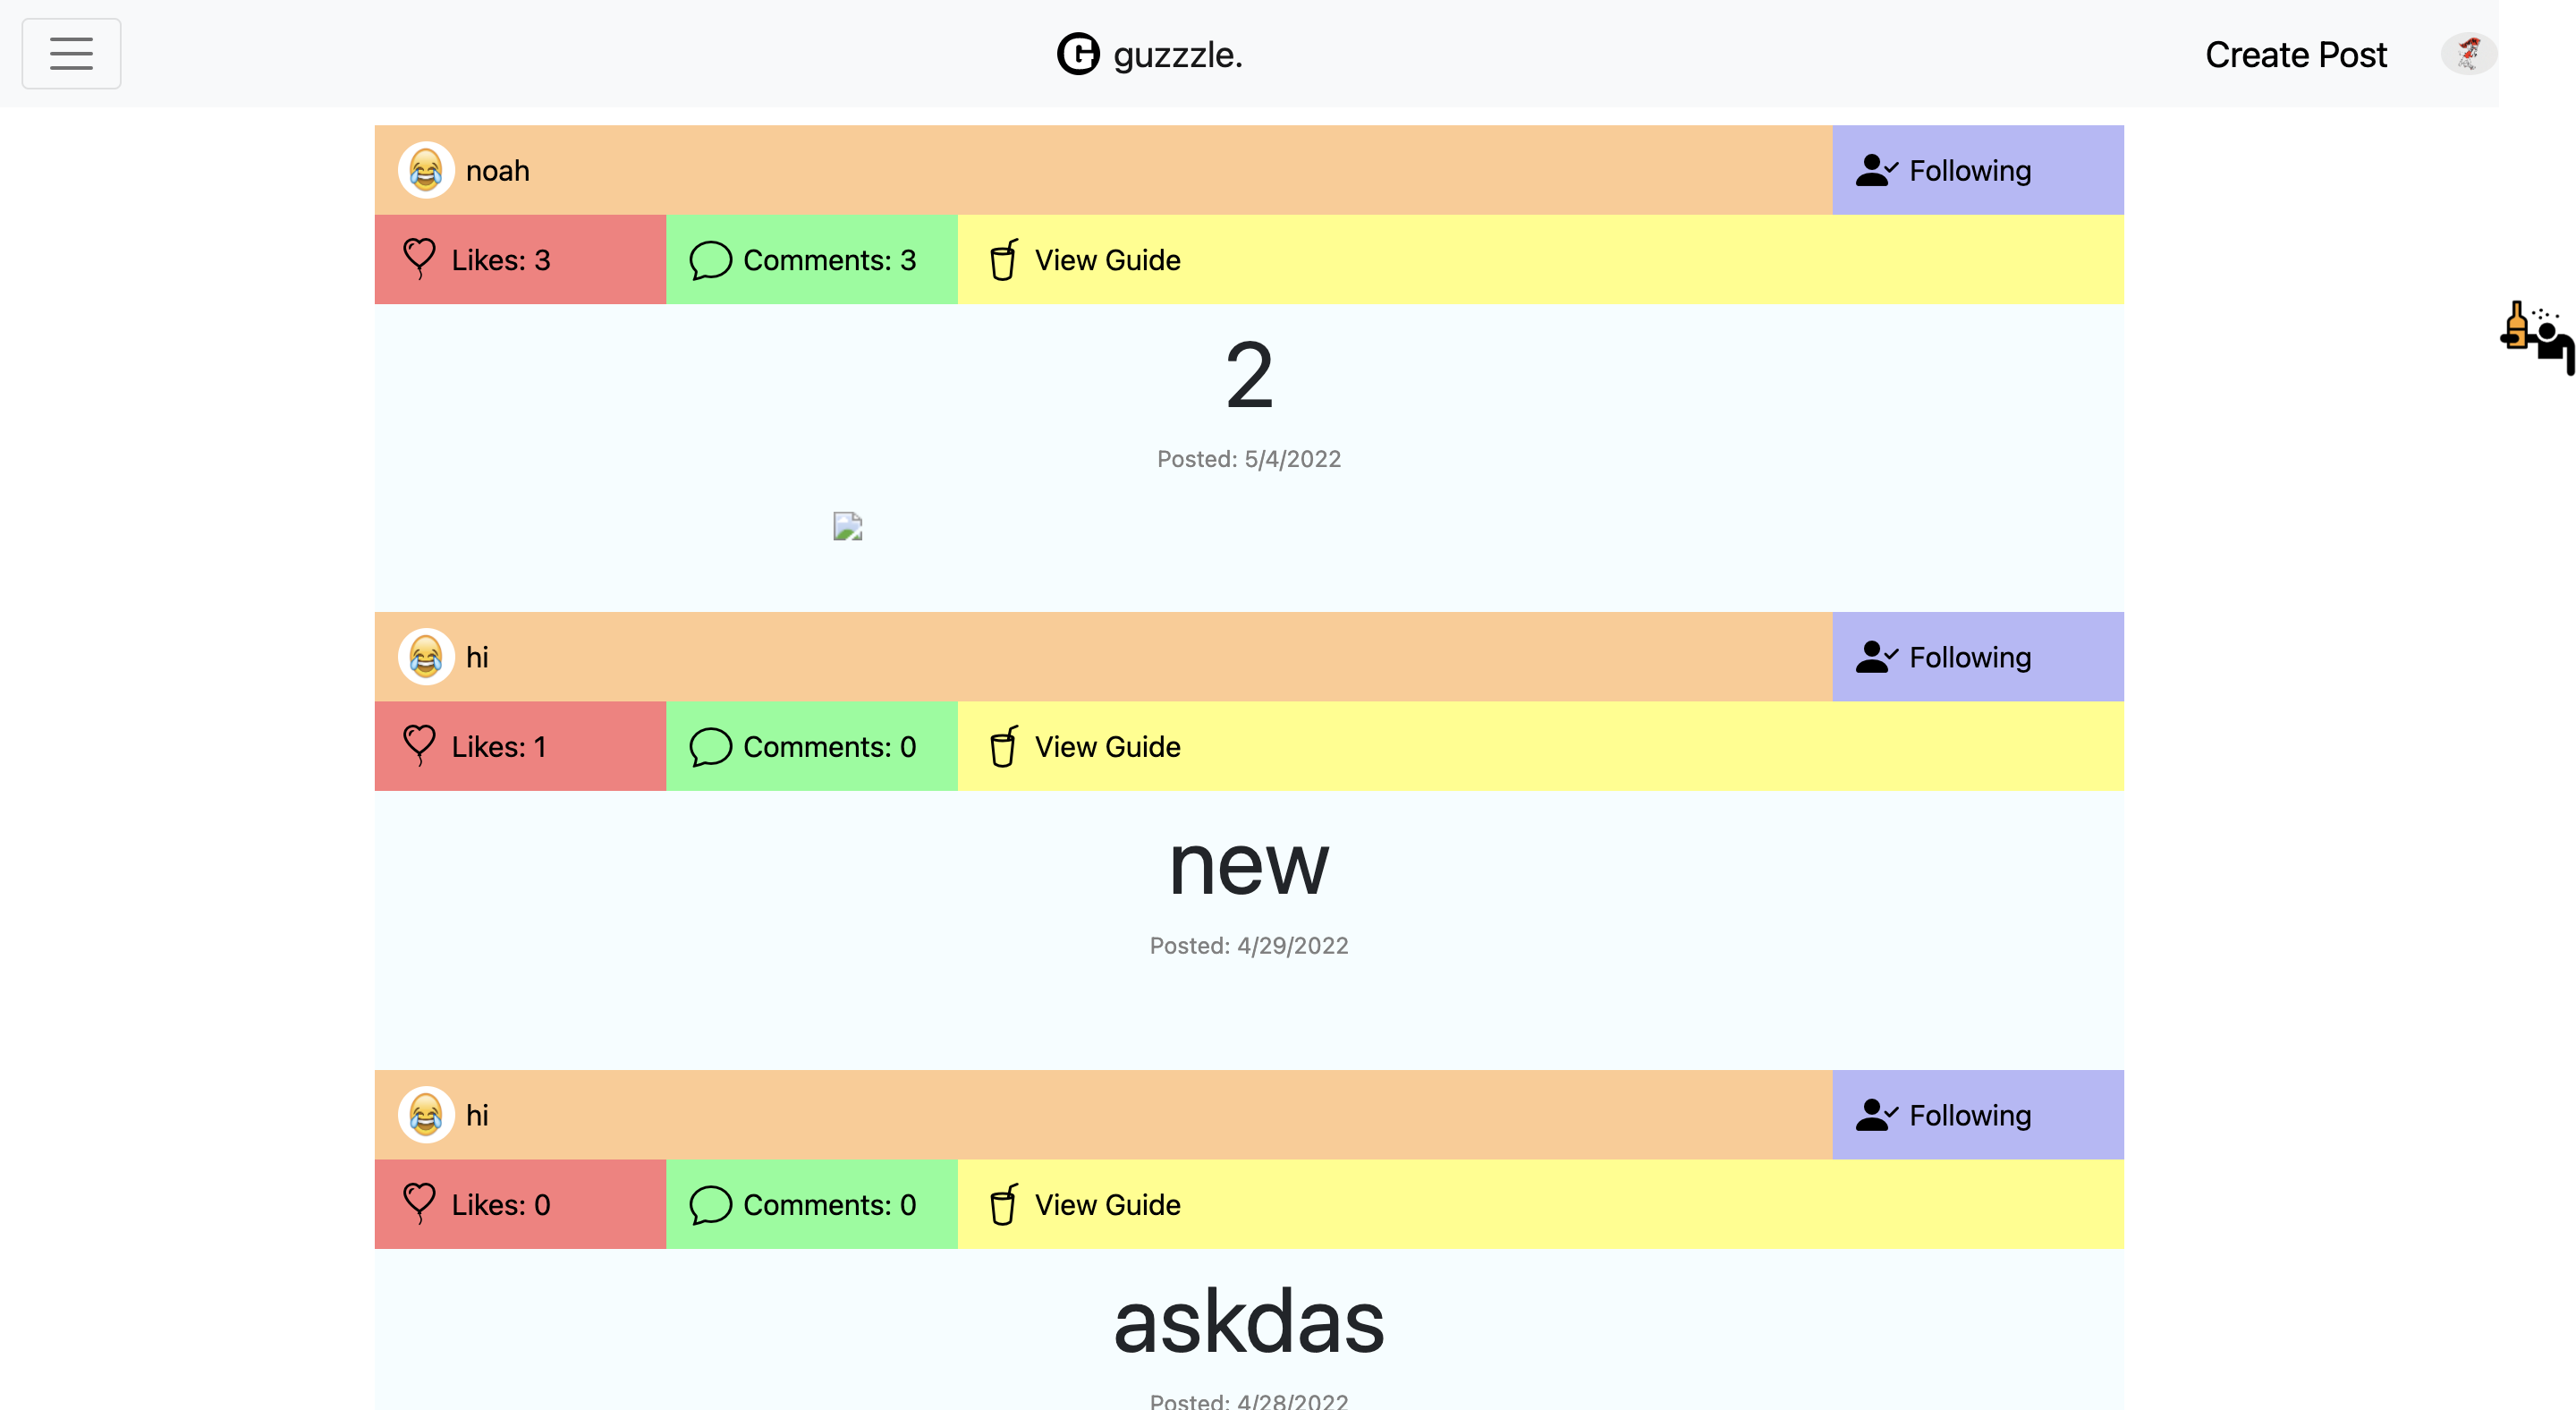 guzzzle.
Create Post
noah
Following
Likes: 3
Comments: 3
View Guide
2
Posted: 5/4/2022
hi
Following
Likes: 1
Comments: 0
View Guide
new
Posted: 4/29/2022
hi
Following
Likes: 0
Comments: 0
View Guide
askdas
Posted: 4/28/2022